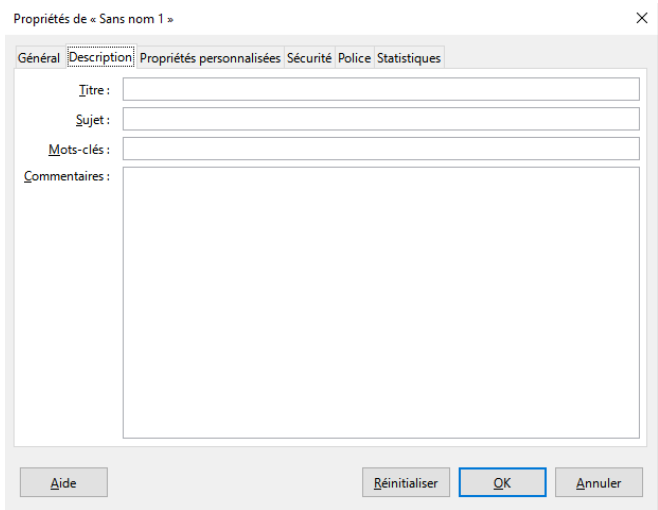 Propriétés de « Sans nom 1 »
Général Description Propriétés personnalisées Sécurité Police Statistiques
Titre :
Sujet :
Mots-clés :
Commentaires :
Aide Réinitialiser OK Annuler